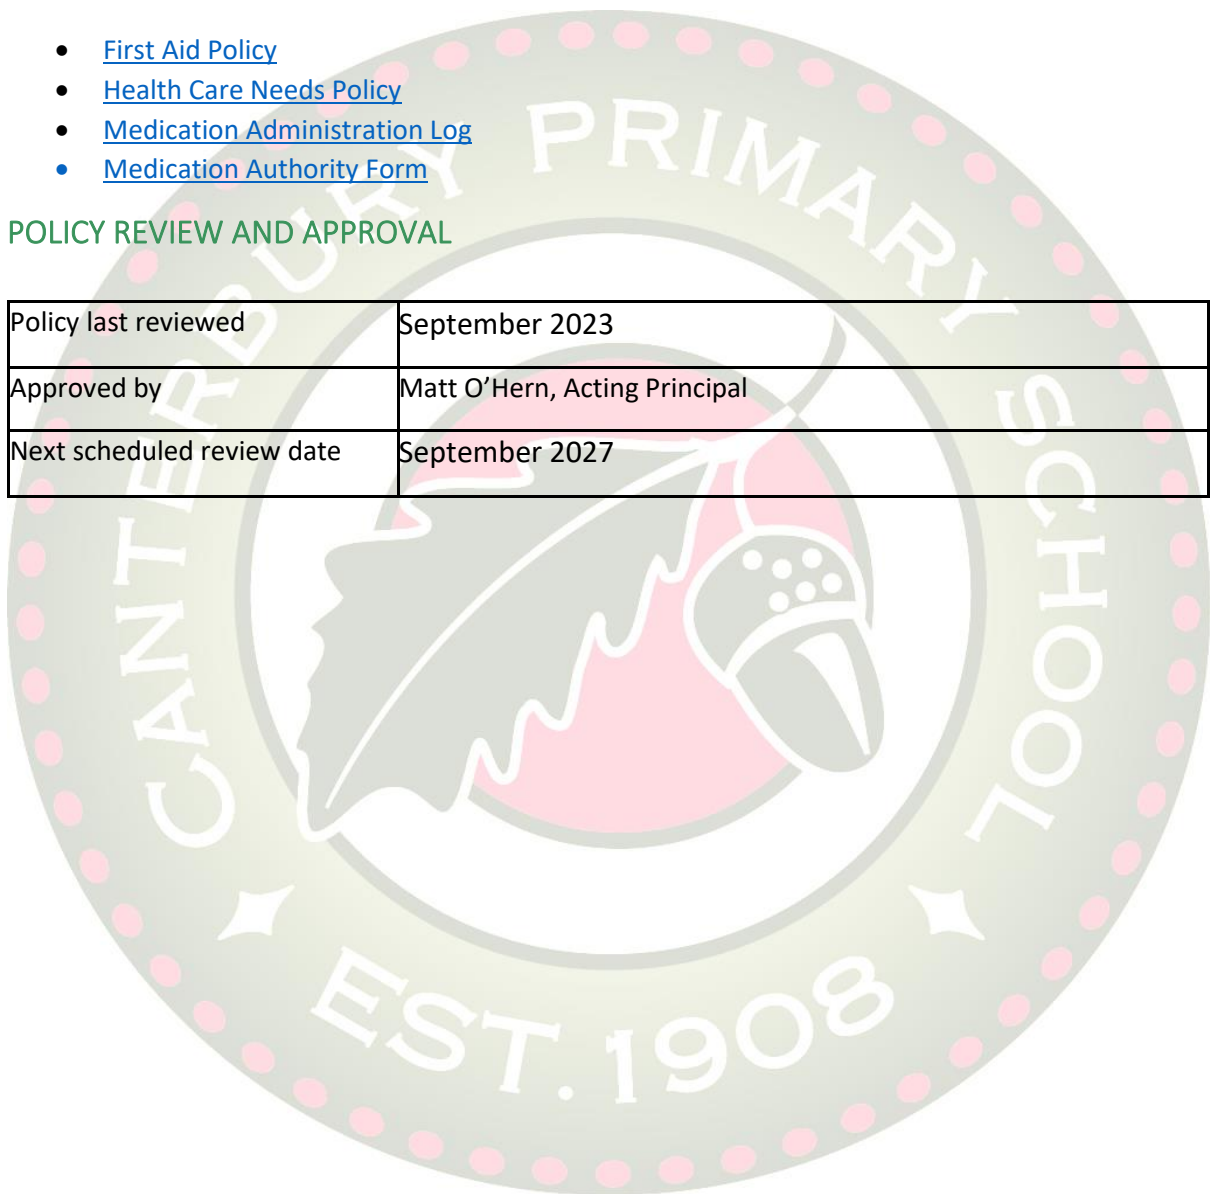 • First Aid Policy
• Health Care Needs Policy
• Medication Administration Log
• Medication Authority Form
POLICY REVIEW AND APPROVAL
Policy last reviewed September 2023
Approved by Matt O’Hern, Acting Principal
Next scheduled review date September 2027
CANTERBURY PRIMARY SCHOOL
EST. 1908